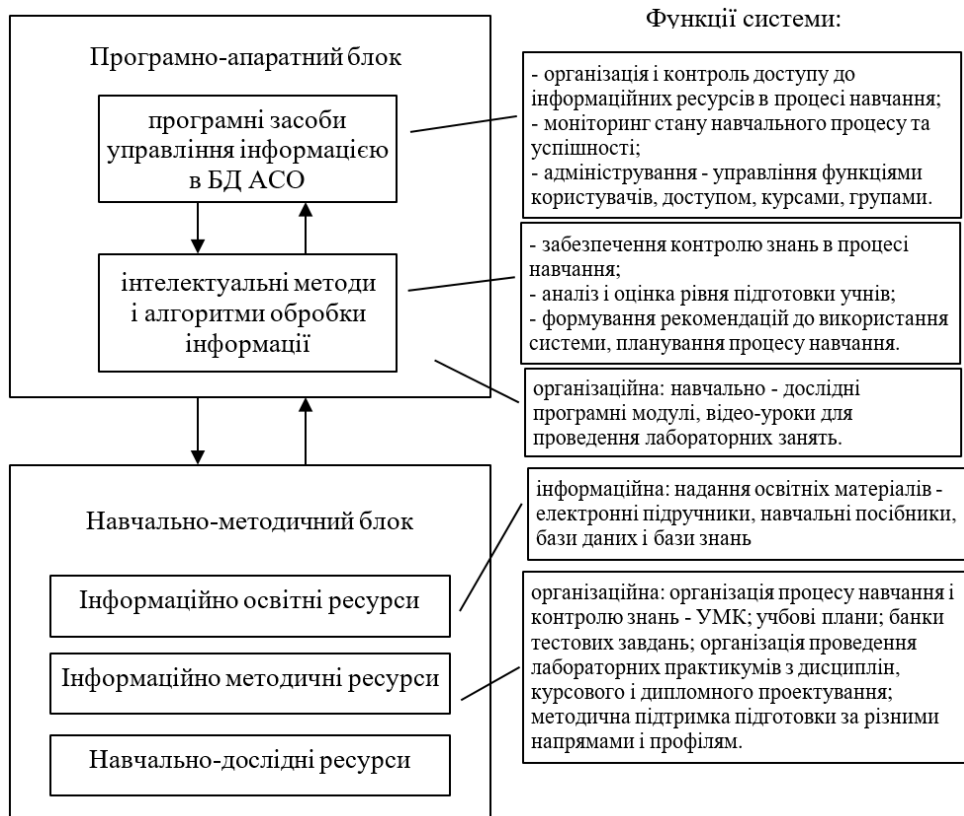 Функції системи:
Програмно-апаратний блок
програмні засоби
управління інформацією
в БД АСО
інтелектуальні методи
і алгоритми обробки
інформації
- організація і контроль доступу до
інформаційних ресурсів в процесі навчання;
- моніторинг стану навчального процесу та
успішності;
- адміністрування - управління функціями
користувачів, доступом, курсами, групами.
- забезпечення контролю знань в процесі
навчання;
- аналіз і оцінка рівня підготовки учнів;
- формування рекомендацій до використання
системи, планування процесу навчання.
організаційна: навчально - дослідні
програмні модулі, відео-уроки для
проведення лабораторних занять.
Навчально-методичний блок
Інформаційно освітні ресурси
Інформаційно методичні ресурси
Навчально-дослідні ресурси
інформаційна: надання освітніх матеріалів -
електронні підручники, навчальні посібники,
бази даних і бази знань
організаційна: організація процесу навчання і
контролю знань - УМК; учбові плани; банки
тестових завдань; організація проведення
лабораторних практикумів з дисциплін,
курсового і дипломного проектування;
методична підтримка підготовки за різними
напрямами і профілям.